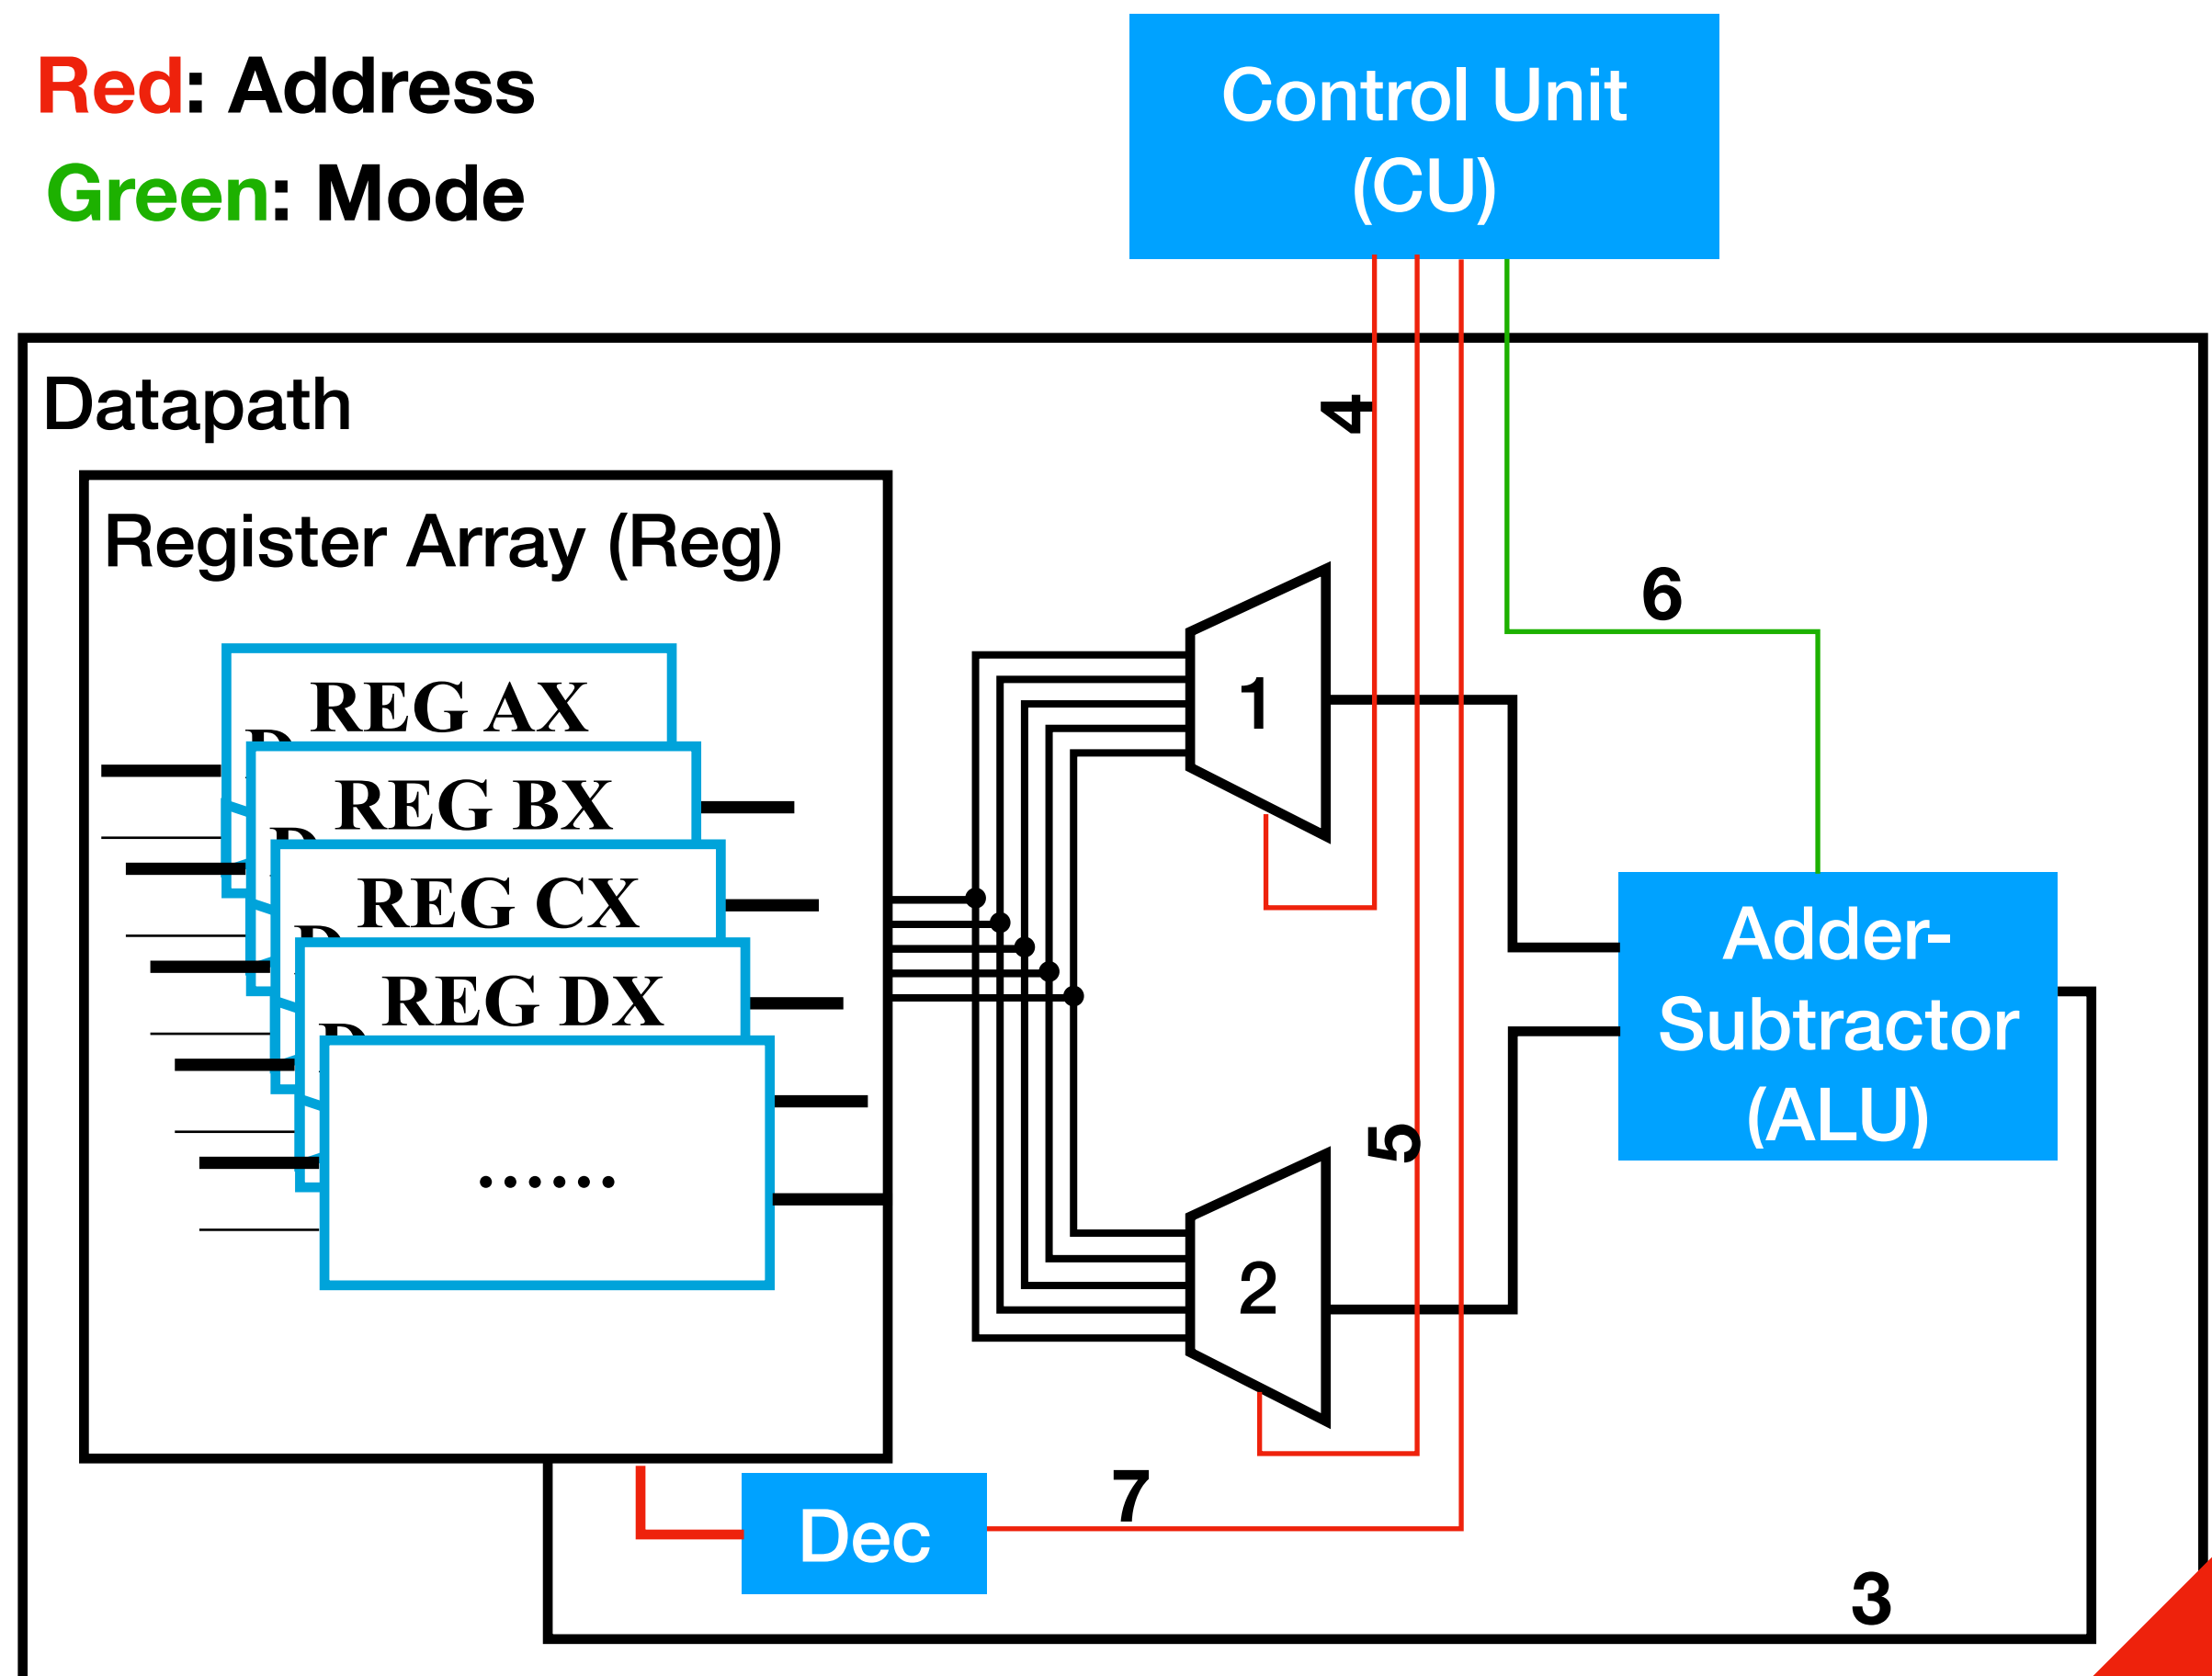 Red: Address
Green: Mode
Control Unit
(CU)
Datapath
Register Array (Reg)
REG AX
REG BX
REG CX
REG DX
.......
D
D
D
D
1
2
4
5
6
7
3
Adder-
Subtractor
(ALU)
Dec